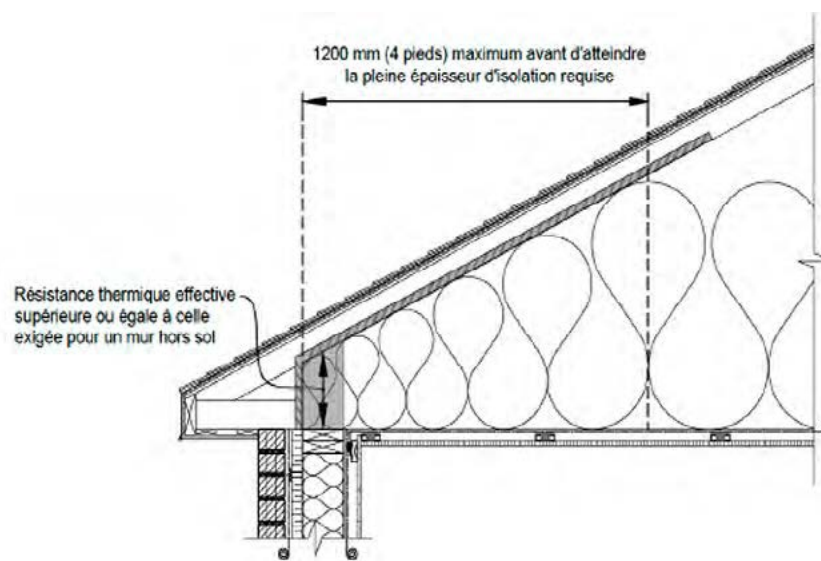 1200 mm (4 pieds) maximum avant d'atteindre
la pleine épaisseur d'isolation requise
Résistance thermique effective
supérieure ou égale à celle
exigée pour un mur hors sol